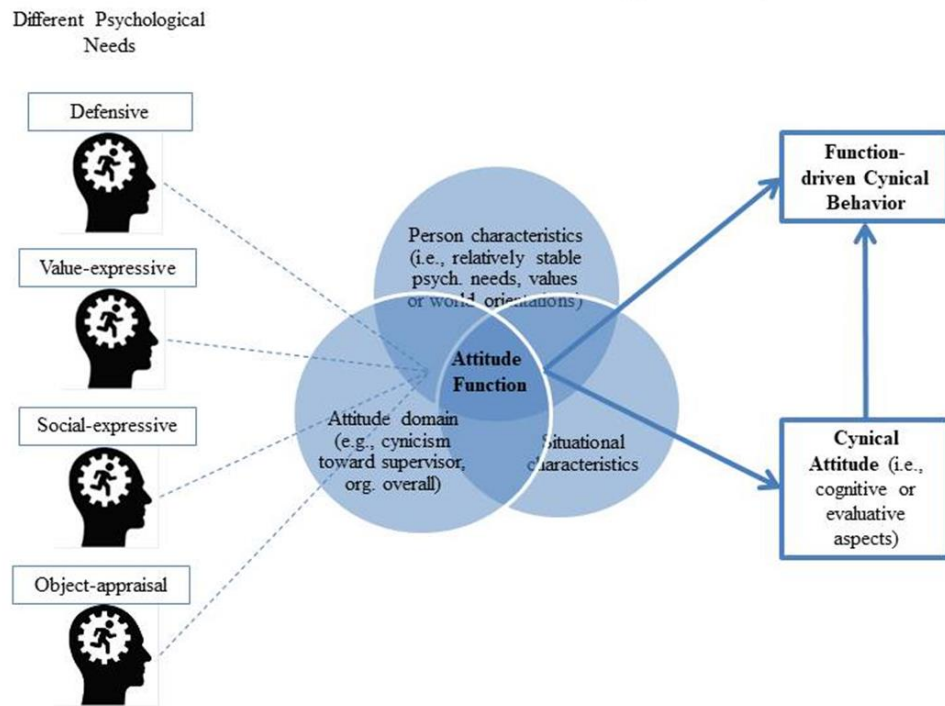 Different Psychological
Needs
Defensive
Value-expressive
Social-expressive
Object-appraisal
Person characteristics
(i.e., relatively stable
psych. needs, values
or world orientations)
Attitude
Function
Attitude domain
(e.g., cynicism
toward supervisor,
org. overall)
Situational
characteristics
Function-
driven Cynical
Behavior
Cynical
Attitude (i.e.,
cognitive or
evaluative
aspects)